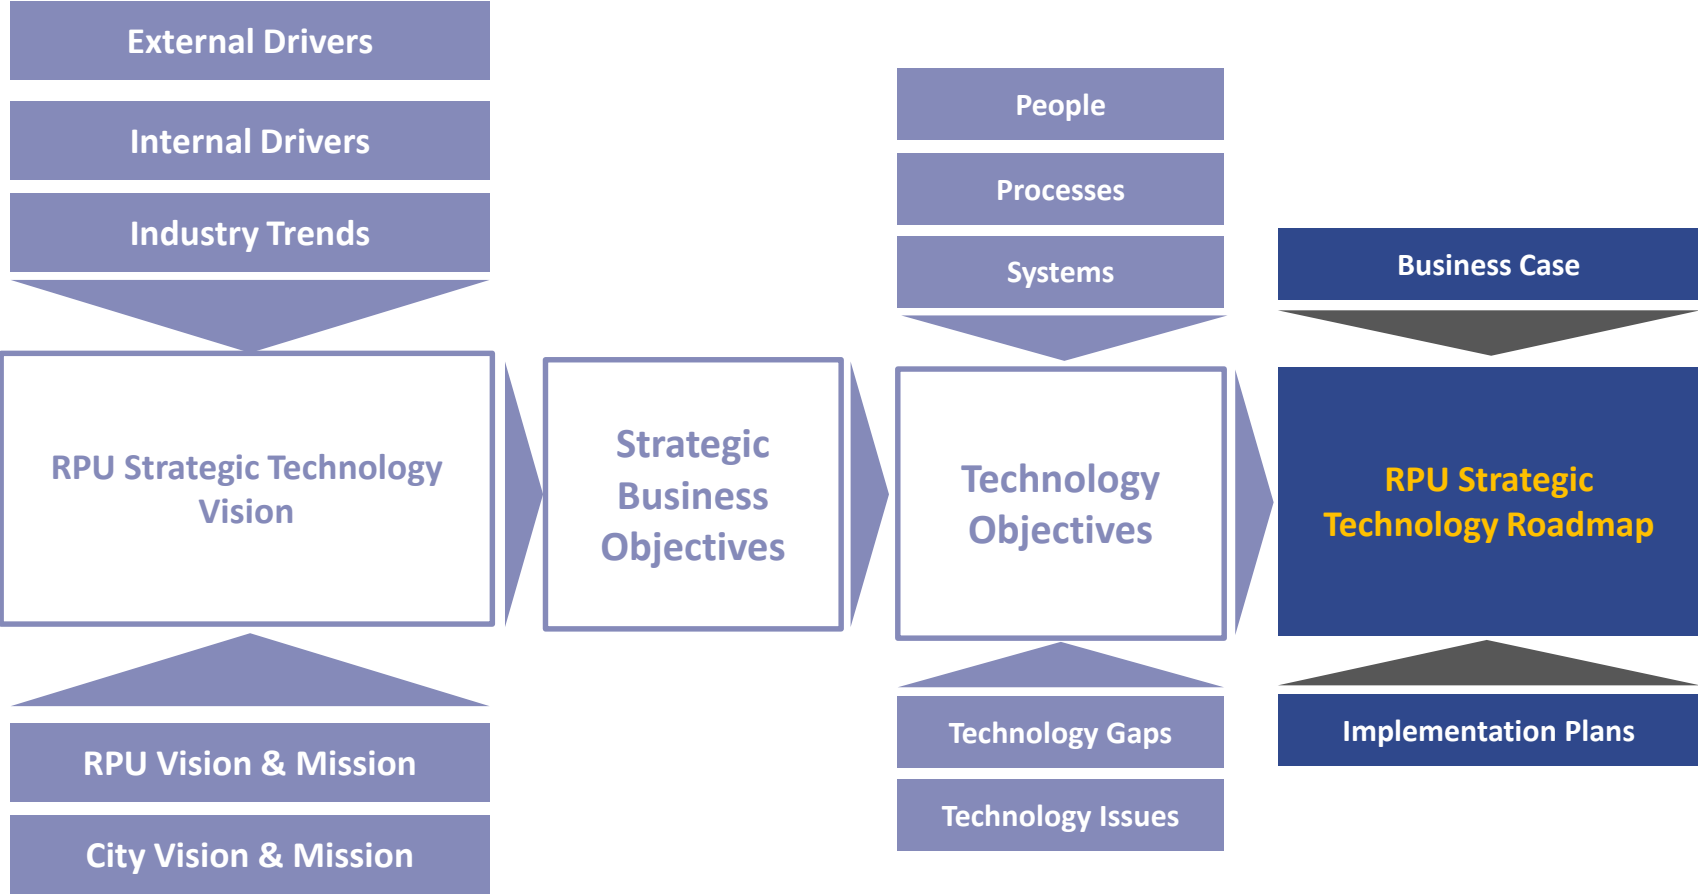 External Drivers
Internal Drivers
Industry Trends
RPU Strategic Technology
Vision
RPU Vision & Mission
City Vision & Mission
Strategic
Business
Objectives
People
Processes
Systems
Technology
Objectives
Technology Gaps
Technology Issues
Business Case
RPU Strategic
Technology Roadmap
Implementation Plans